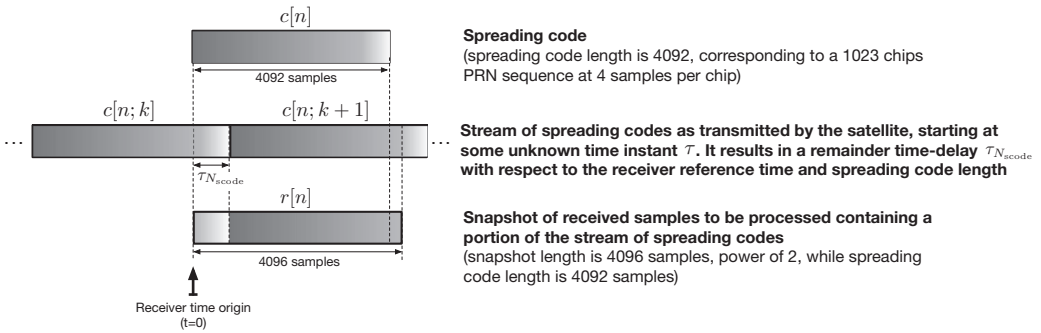 c[n]
Spreading code
(spreading code length is 4092, corresponding to a 1023 chips
PRN sequence at 4 samples per chip)
4092 samples
c[n; k]
c[n; k + 1]
...
...
Stream of spreading codes as transmitted by the satellite, starting at
some unknown time instant τ. It results in a remainder time-delay τ_{N_scode}
with respect to the receiver reference time and spreading code length
τ_{N_scode}
r[n]
Snapshot of received samples to be processed containing a
portion of the stream of spreading codes
(snapshot length is 4096 samples, power of 2, while spreading
code length is 4092 samples)
4096 samples
Receiver time origin
(t=0)